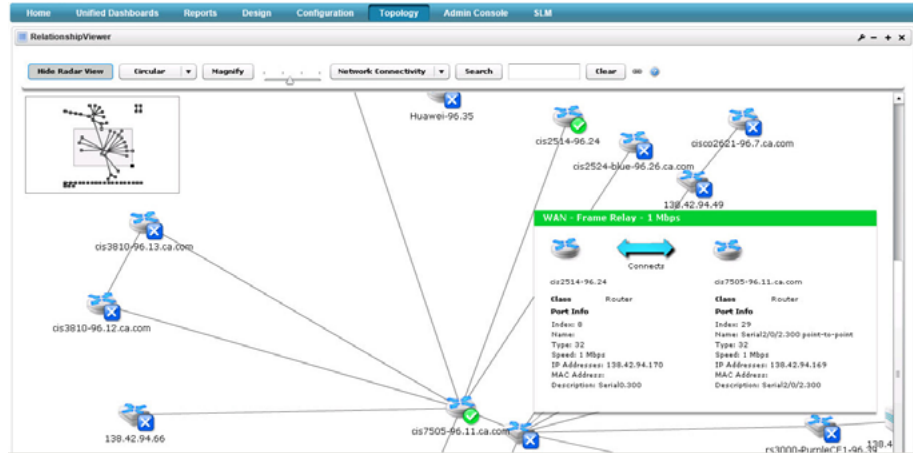 Home Unified Dashboards Reports Design Configuration Topology Admin Console SLM
RelationshipViewer
Hide Radar View Circular Magnify Network Connectivity Search Clear
Huawei-96.35
cis2514-96.24
cis2524-blue-96.26.ca.com
cisco2621-96.7.ca.com
138.42.94.49
cis3810-96.13.ca.com
cis3810-96.12.ca.com
138.42.94.66
cis7505-96.11.ca.com
WAN - Frame Relay - 1 Mbps
Connects
cis2514-96.24
Class Router
Port Info
Index: 8
Name:
Type: 32
Speed: 1 Mbps
IP Addresses: 138.42.94.170
MAC Address:
Description: Serial0.300
cis7505-96.11.ca.com
Class Router
Port Info
Index: 29
Name: Serial2/0/2.300 point-to-point
Type: 32
Speed: 1 Mbps
IP Addresses: 138.42.94.169
MAC Address:
Description: Serial2/0/2.300
rs3000-PurpleCE1-96.39
138.4